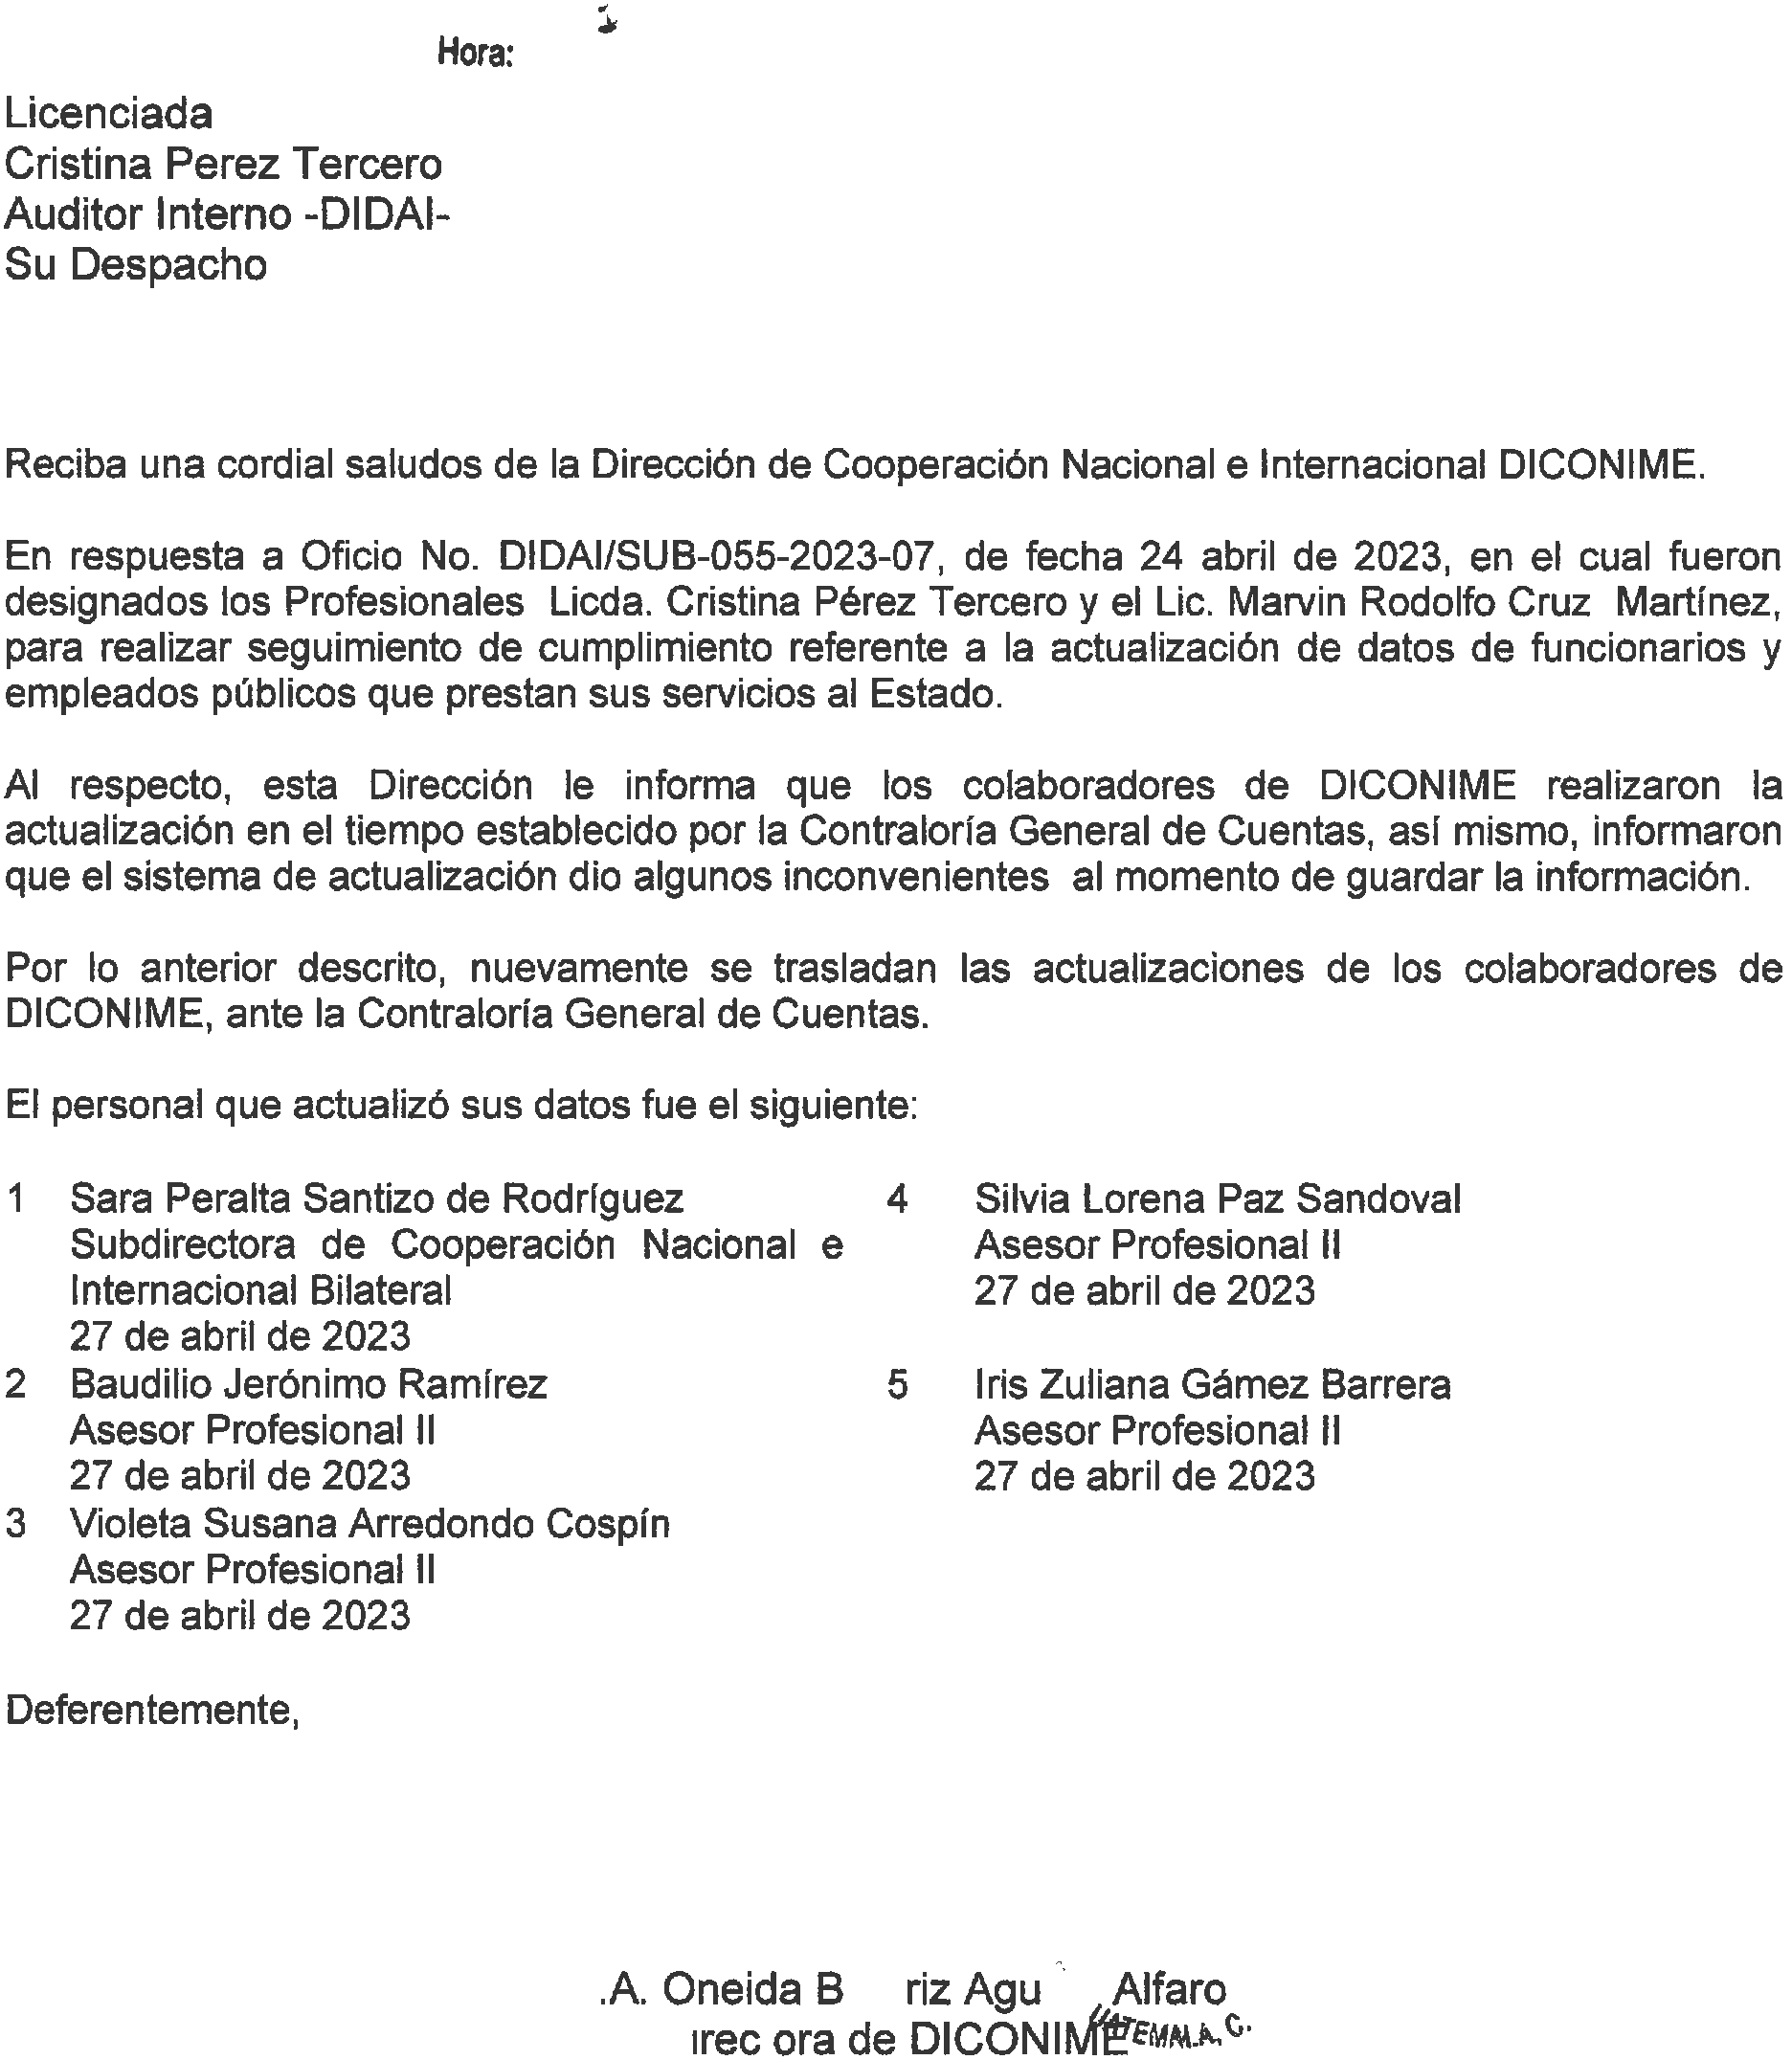 Hora:
Licenciada
Cristina Perez Tercero
Auditor Interno -DIDAI-
Su Despacho
Reciba una cordial saludos de la Dirección de Cooperación Nacional e Internacional DICONIME.
En respuesta a Oficio No. DIDAI/SUB-055-2023-07, de fecha 24 abril de 2023, en el cual fueron
designados los Profesionales Licda. Cristina Pérez Tercero y el Lic. Marvin Rodolfo Cruz Martínez,
para realizar seguimiento de cumplimiento referente a la actualización de datos de funcionarios y
empleados públicos que prestan sus servicios al Estado.
Al respecto, esta Dirección le informa que los colaboradores de DICONIME realizaron la
actualización en el tiempo establecido por la Contraloría General de Cuentas, así mismo, informaron
que el sistema de actualización dio algunos inconvenientes al momento de guardar la información.
Por lo anterior descrito, nuevamente se trasladan las actualizaciones de los colaboradores de
DICONIME, ante la Contraloría General de Cuentas.
El personal que actualizó sus datos fue el siguiente:
1 Sara Peralta Santizo de Rodríguez
Subdirectora de Cooperación Nacional e
Internacional Bilateral
27 de abril de 2023
2 Baudilio Jerónimo Ramírez
Asesor Profesional II
27 de abril de 2023
3 Violeta Susana Arredondo Cospín
Asesor Profesional II
27 de abril de 2023
4 Silvia Lorena Paz Sandoval
Asesor Profesional II
27 de abril de 2023
5 Iris Zuliana Gámez Barrera
Asesor Profesional II
27 de abril de 2023
Deferentemente,
.A. Oneida B riz Agu Alfaro
irec ora de DICONIME